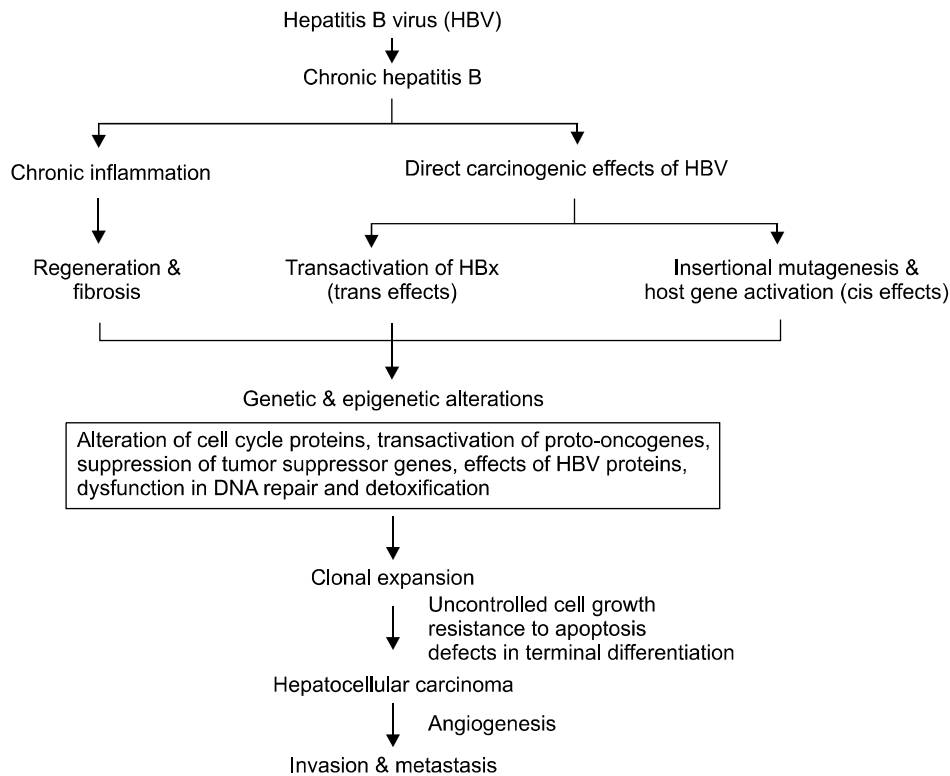 Hepatitis B virus (HBV)
Chronic hepatitis B
Chronic inflammation
Direct carcinogenic effects of HBV
Regeneration &
fibrosis
Transactivation of HBx
(trans effects)
Insertional mutagenesis &
host gene activation (cis effects)
Genetic & epigenetic alterations
Alteration of cell cycle proteins, transactivation of proto-oncogenes,
suppression of tumor suppressor genes, effects of HBV proteins,
dysfunction in DNA repair and detoxification
Clonal expansion
Uncontrolled cell growth
resistance to apoptosis
defects in terminal differentiation
Hepatocellular carcinoma
Angiogenesis
Invasion & metastasis